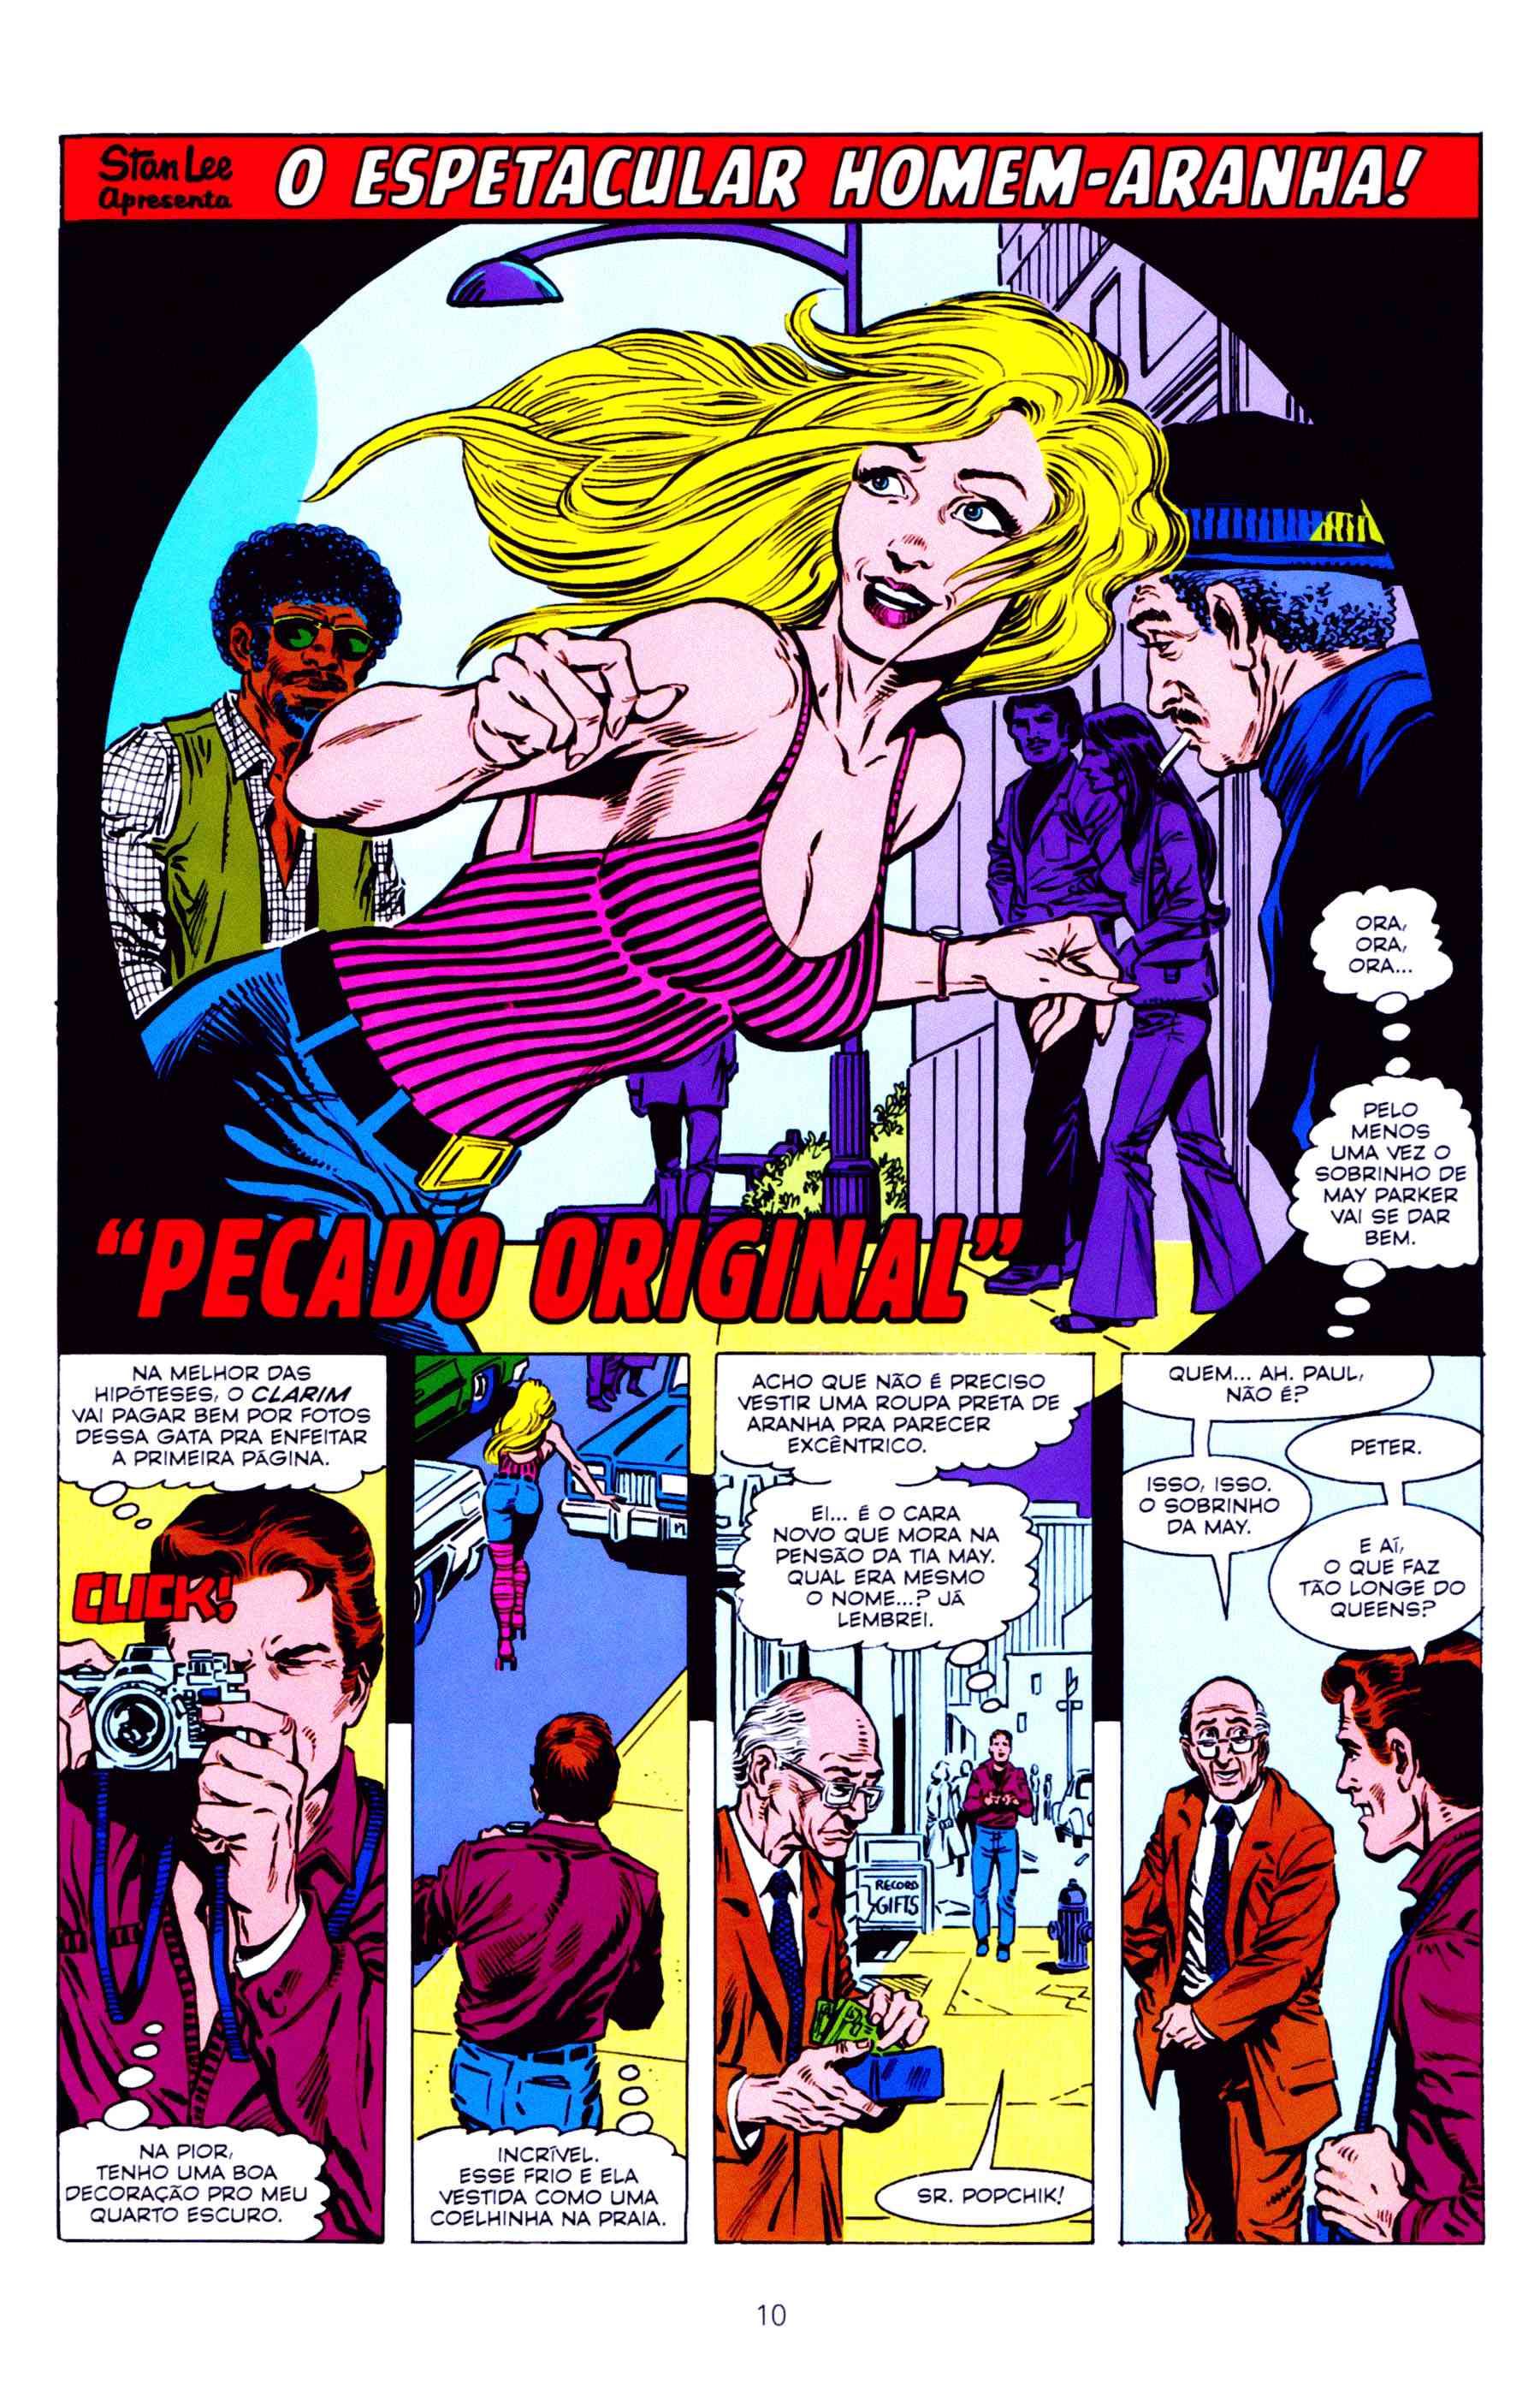 Stan Lee
Apresenta
O ESPETACULAR HOMEM-ARANHA!
ORA,
ORA,
ORA...
PELO
MENOS
UMA VEZ O
SOBRINHO DE
MAY PARKER
VAI SE DAR
BEM.
"PECADO ORIGINAL"
NA MELHOR DAS
HIPÓTESES, O CLARIM
VAI PAGAR BEM POR FOTOS
DESSA GATA PRA ENFEITAR
A PRIMEIRA PÁGINA.
CLICK!
NA PIOR,
TENHO UMA BOA
DECORAÇÃO PRO MEU
QUARTO ESCURO.
INCRÍVEL.
ESSE FRIO E ELA
VESTIDA COMO UMA
COELHINHA NA PRAIA.
ACHO QUE NÃO É PRECISO
VESTIR UMA ROUPA PRETA DE
ARANHA PRA PARECER
EXCÊNTRICO.
EI... É O CARA
NOVO QUE MORA NA
PENSÃO DA TIA MAY.
QUAL ERA MESMO
O NOME...? JÁ
LEMBREI.
RECORD
GIFTS
SR. POPCHIK!
QUEM... AH. PAUL,
NÃO É?
PETER.
ISSO, ISSO.
O SOBRINHO
DA MAY.
E AÍ,
O QUE FAZ
TÃO LONGE DO
QUEENS?
10